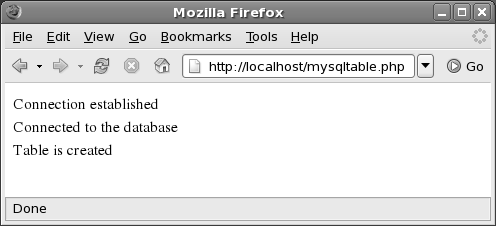 Mozilla Firefox
File Edit View Go Bookmarks Tools Help
http://localhost/mysqltable.php Go
Connection established
Connected to the database
Table is created
Done